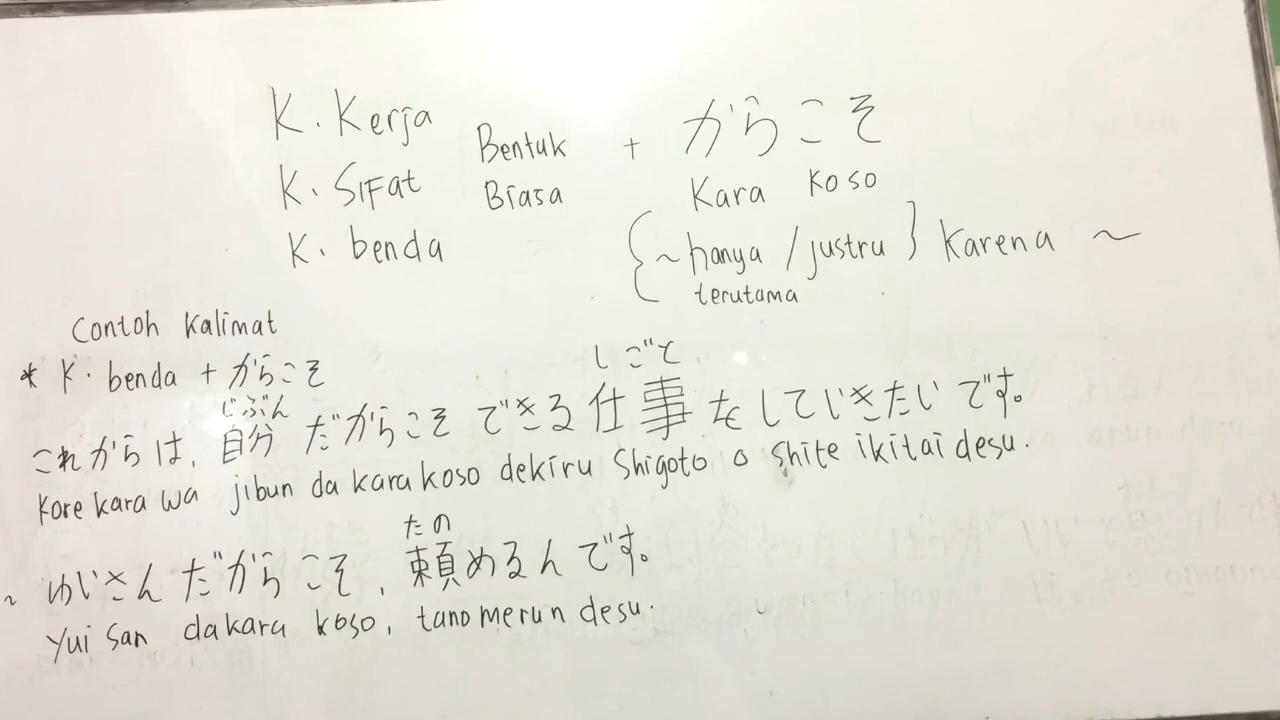 K. Kerja Bentuk + からこそ
K. Sifat Biasa Kara Koso
K. benda {~ hanya / justru } Karena ~
terutama
Contoh Kalimat
* K. benda + からこそ
しごと
じぶん
これからは、自分だからこそできる仕事をしていきたいです。
Kore kara wa jibun da kara koso dekiru Shigoto o shite ikitai desu.
たの
~ ゆいさんだからこそ、頼めるんです。
Yui san dakara koso, tanomerun desu.